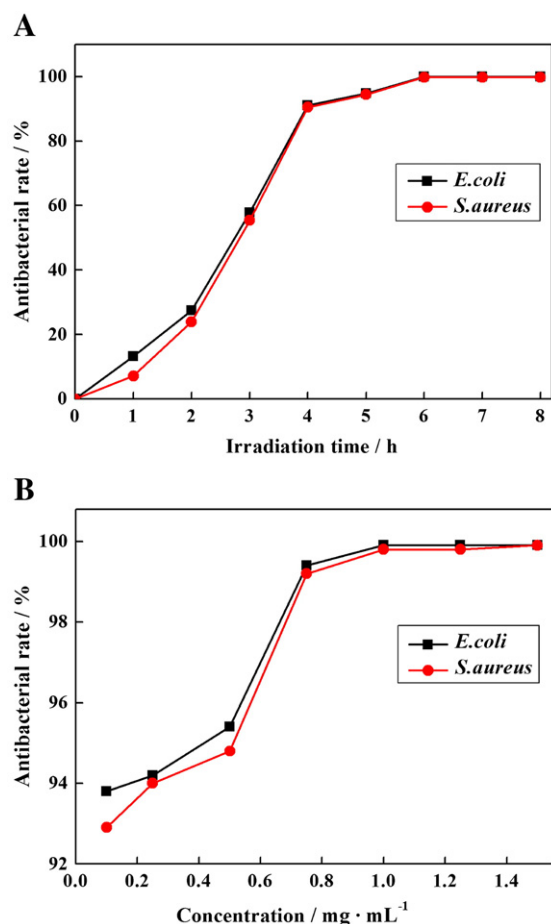 A
100
80
60
40
20
0
Antibacterial rate / %
E.coli
S.aureus
0 1 2 3 4 5 6 7 8
Irradiation time / h
B
100
98
96
94
92
Antibacterial rate / %
E.coli
S.aureus
0.0 0.2 0.4 0.6 0.8 1.0 1.2 1.4
Concentration / mg · mL⁻¹